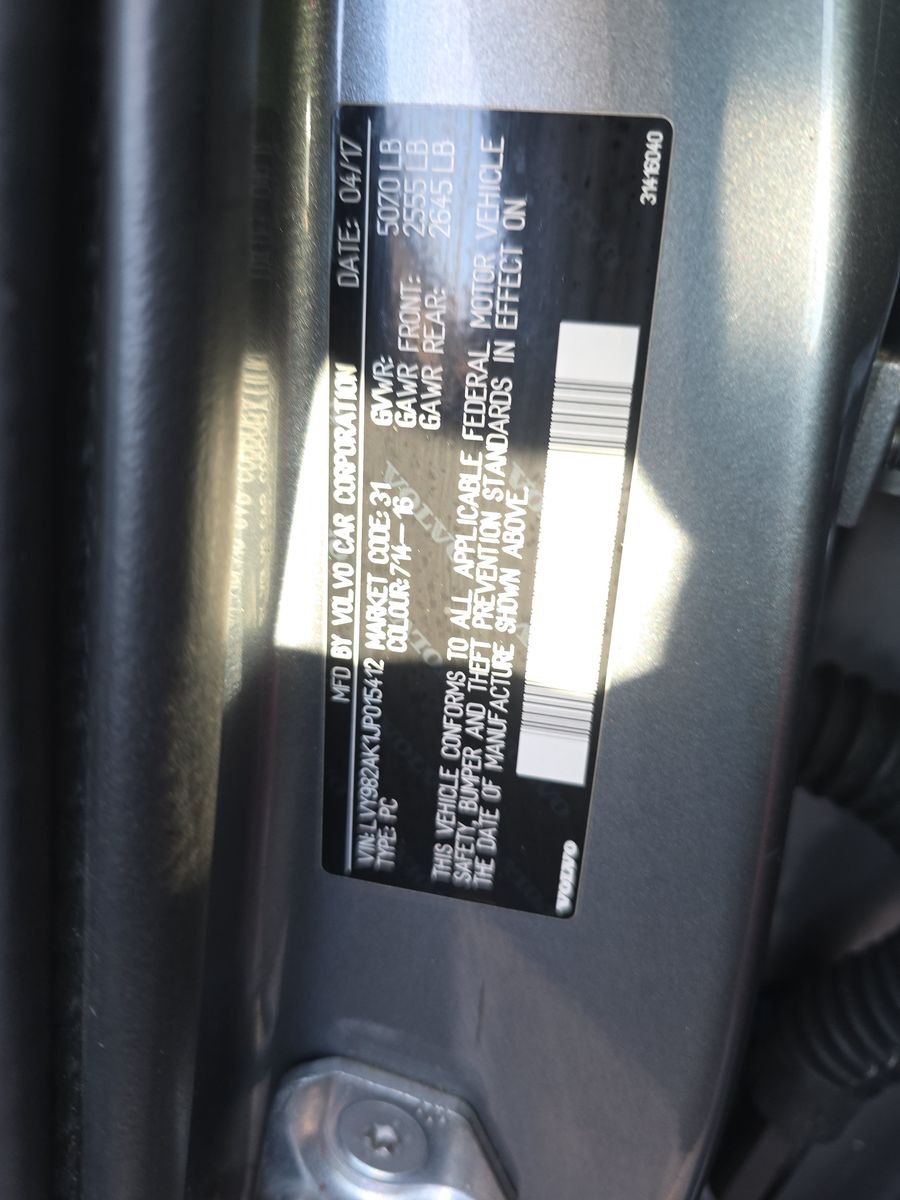 MFD BY VOLVO CAR CORPORATION DATE: 04/17
VIN: LVY982AK1JP015412 MARKET CODE: 31 GVWR: 5070 LB
TYPE: PC COLOUR: 714—16 GAWR FRONT: 2555 LB
GAWR REAR: 2645 LB
THIS VEHICLE CONFORMS TO ALL APPLICABLE FEDERAL MOTOR VEHICLE
SAFETY, BUMPER AND THEFT PREVENTION STANDARDS IN EFFECT ON
THE DATE OF MANUFACTURE SHOWN ABOVE.
VOLVO
31416040